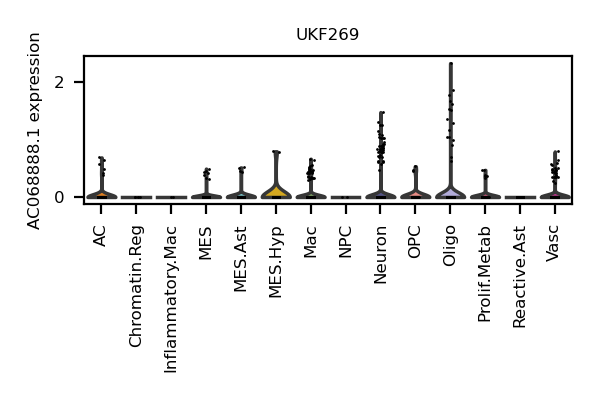 UKF269
AC068888.1 expression
2
0
AC
Chromatin.Reg
Inflammatory.Mac
MES
MES.Ast
MES.Hyp
Mac
NPC
Neuron
OPC
Oligo
Prolif.Metab
Reactive.Ast
Vasc